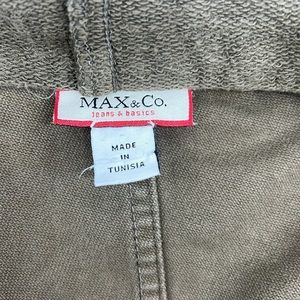 MAX&Co.
jeans & basics
MADE
IN
TUNISIA